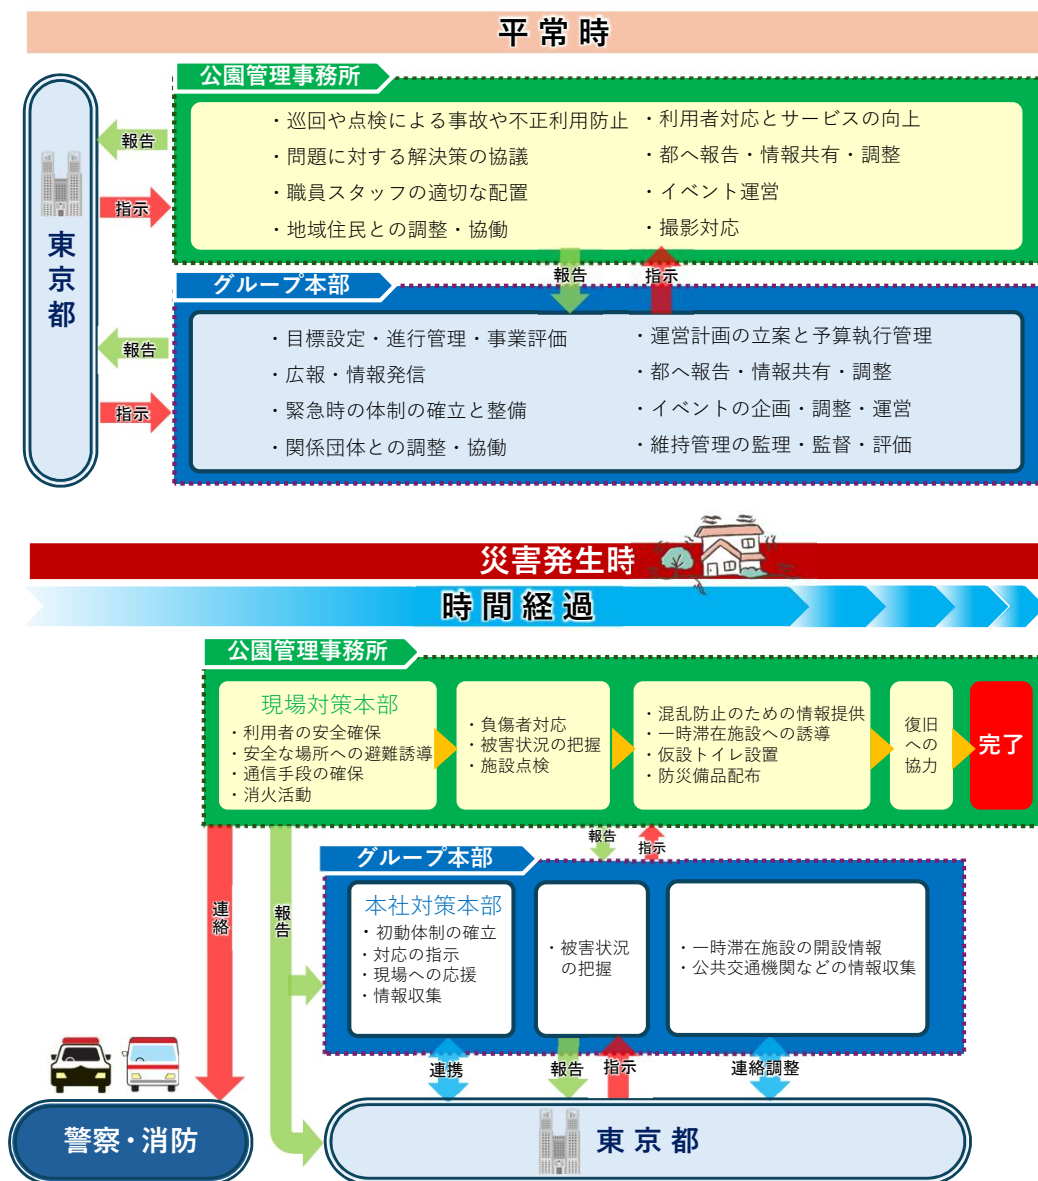 平常時
公園管理事務所
・巡回や点検による事故や不正利用防止
・問題に対する解決策の協議
・職員スタッフの適切な配置
・地域住民との調整・協働
・利用者対応とサービスの向上
・都へ報告・情報共有・調整
・イベント運営
・撮影対応
報告
指示
東京都
報告
指示
グループ本部
・目標設定・進行管理・事業評価
・広報・情報発信
・緊急時の体制の確立と整備
・関係団体との調整・協働
・運営計画の立案と予算執行管理
・都へ報告・情報共有・調整
・イベントの企画・調整・運営
・維持管理の監理・監督・評価
報告
指示
災害発生時
時間経過
公園管理事務所
現場対策本部
・利用者の安全確保
・安全な場所への避難誘導
・通信手段の確保
・消火活動
・負傷者対応
・被害状況の把握
・施設点検
・混乱防止のための情報提供
・一時滞在施設への誘導
・仮設トイレ設置
・防災備品配布
復旧
への
協力
完了
報告
指示
連絡
報告
グループ本部
本社対策本部
・初動体制の確立
・対応の指示
・現場への応援
・情報収集
・被害状況
の把握
・一時滞在施設の開設情報
・公共交通機関などの情報収集
連携
報告
指示
連絡調整
警察・消防
東京都